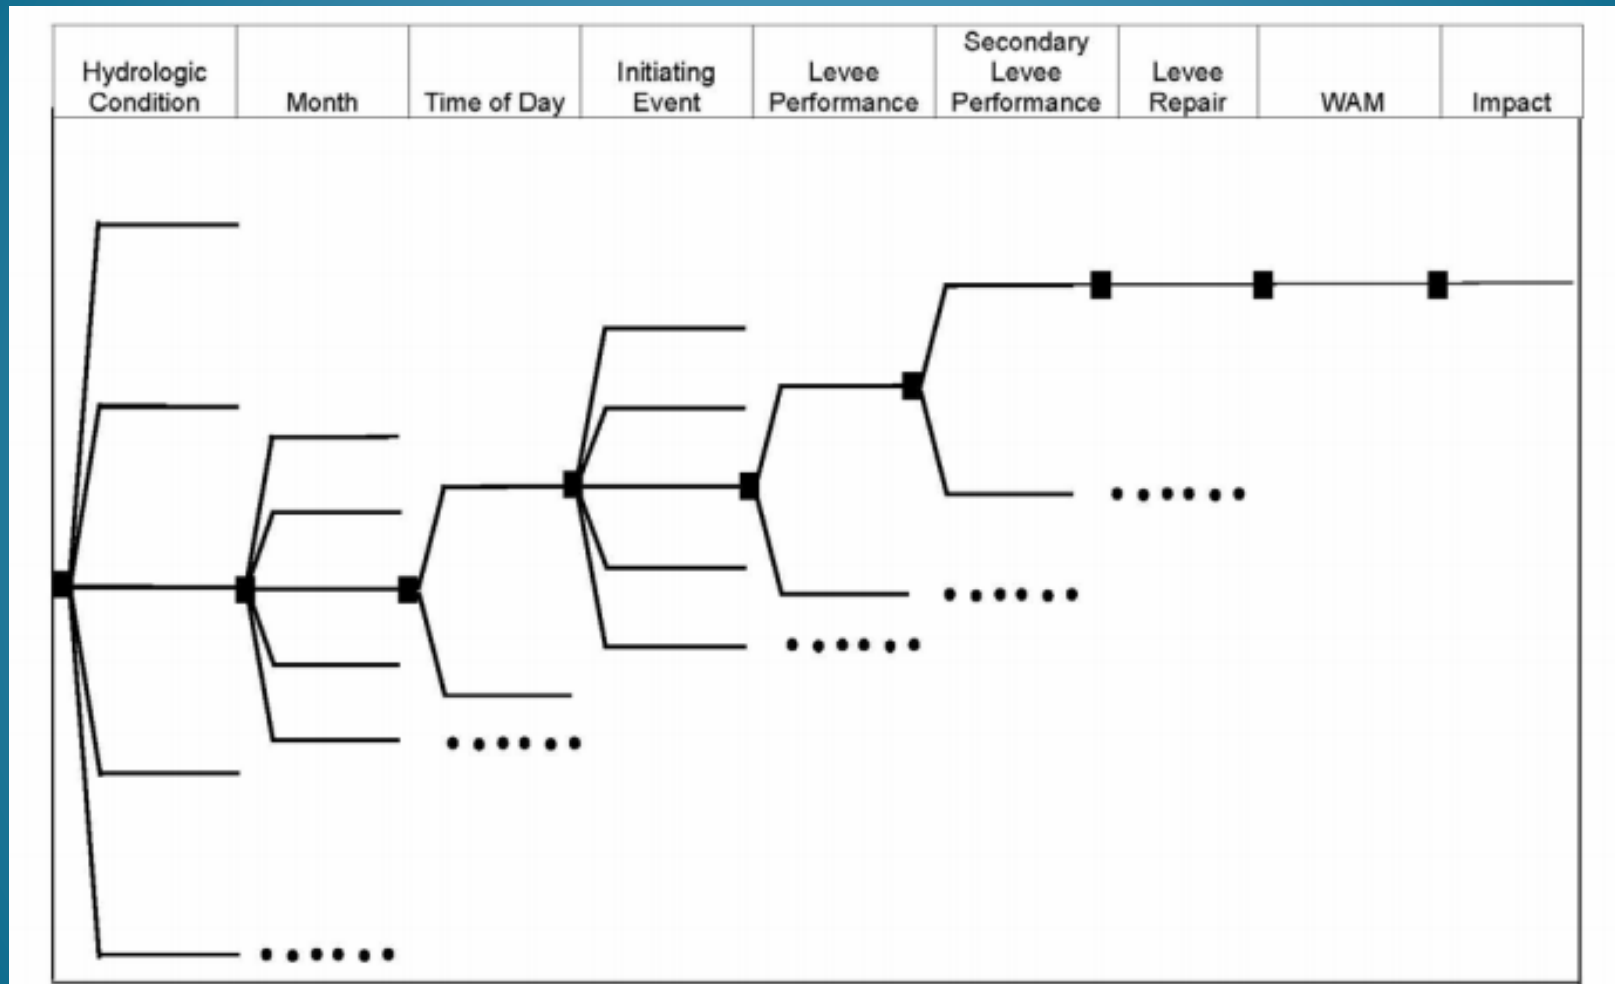 Hydrologic
Condition
Month
Time of Day
Initiating
Event
Levee
Performance
Secondary
Levee
Performance
Levee
Repair
WAM
Impact